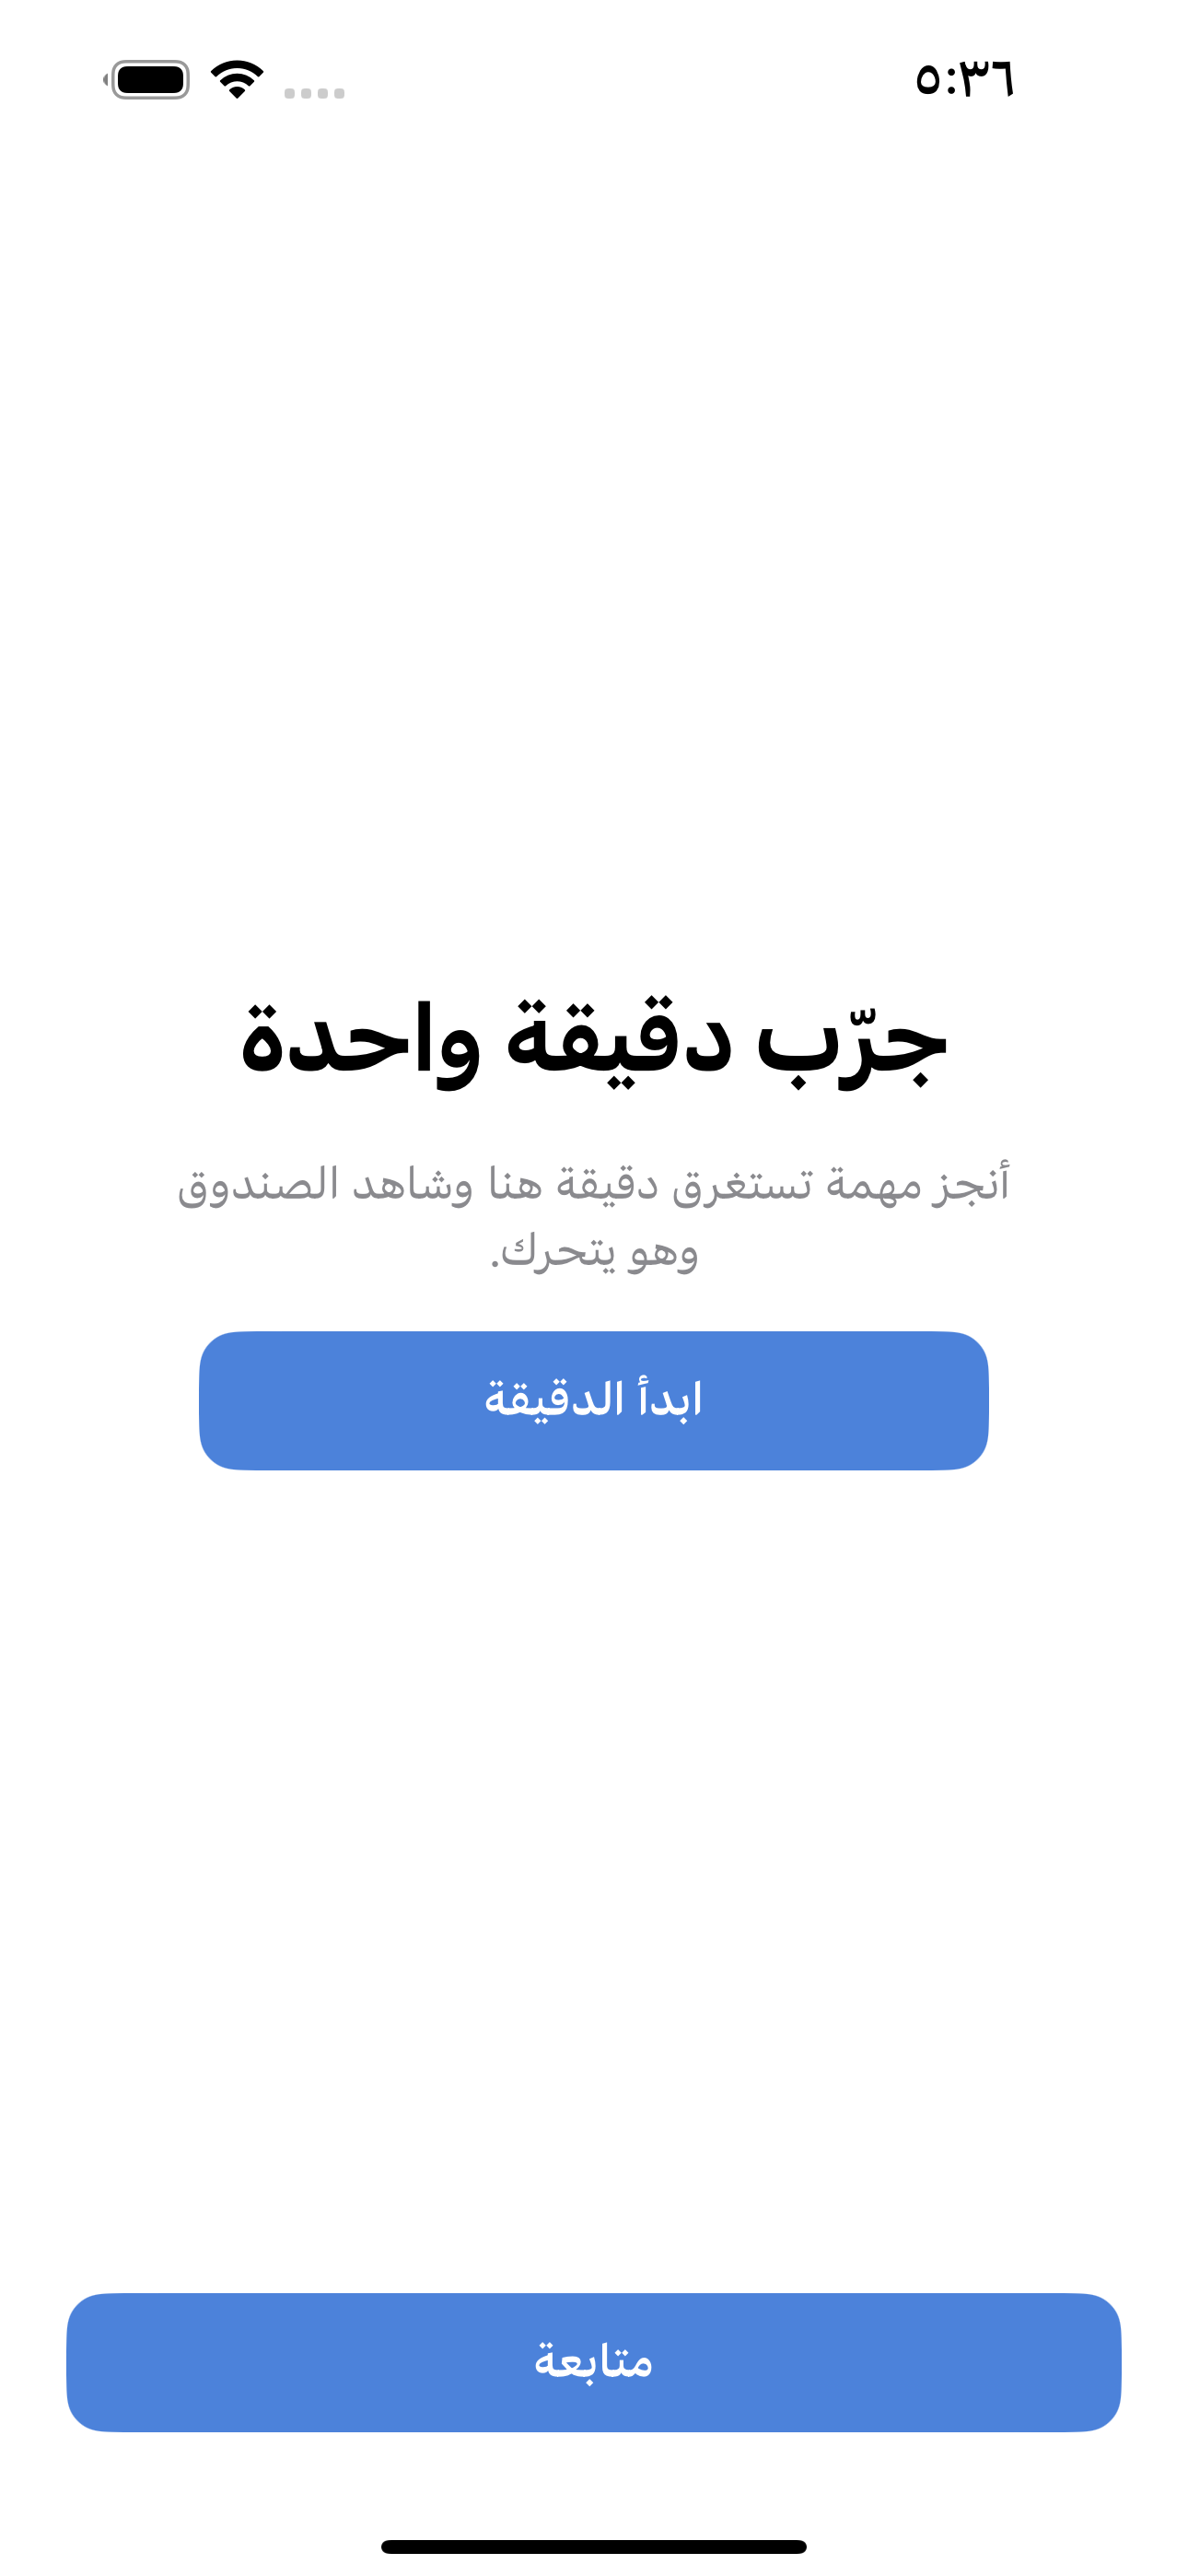 ٥:٣٦
جرّب دقيقة واحدة
أنجز مهمة تستغرق دقيقة هنا وشاهد الصندوق
وهو يتحرك.
ابدأ الدقيقة
متابعة